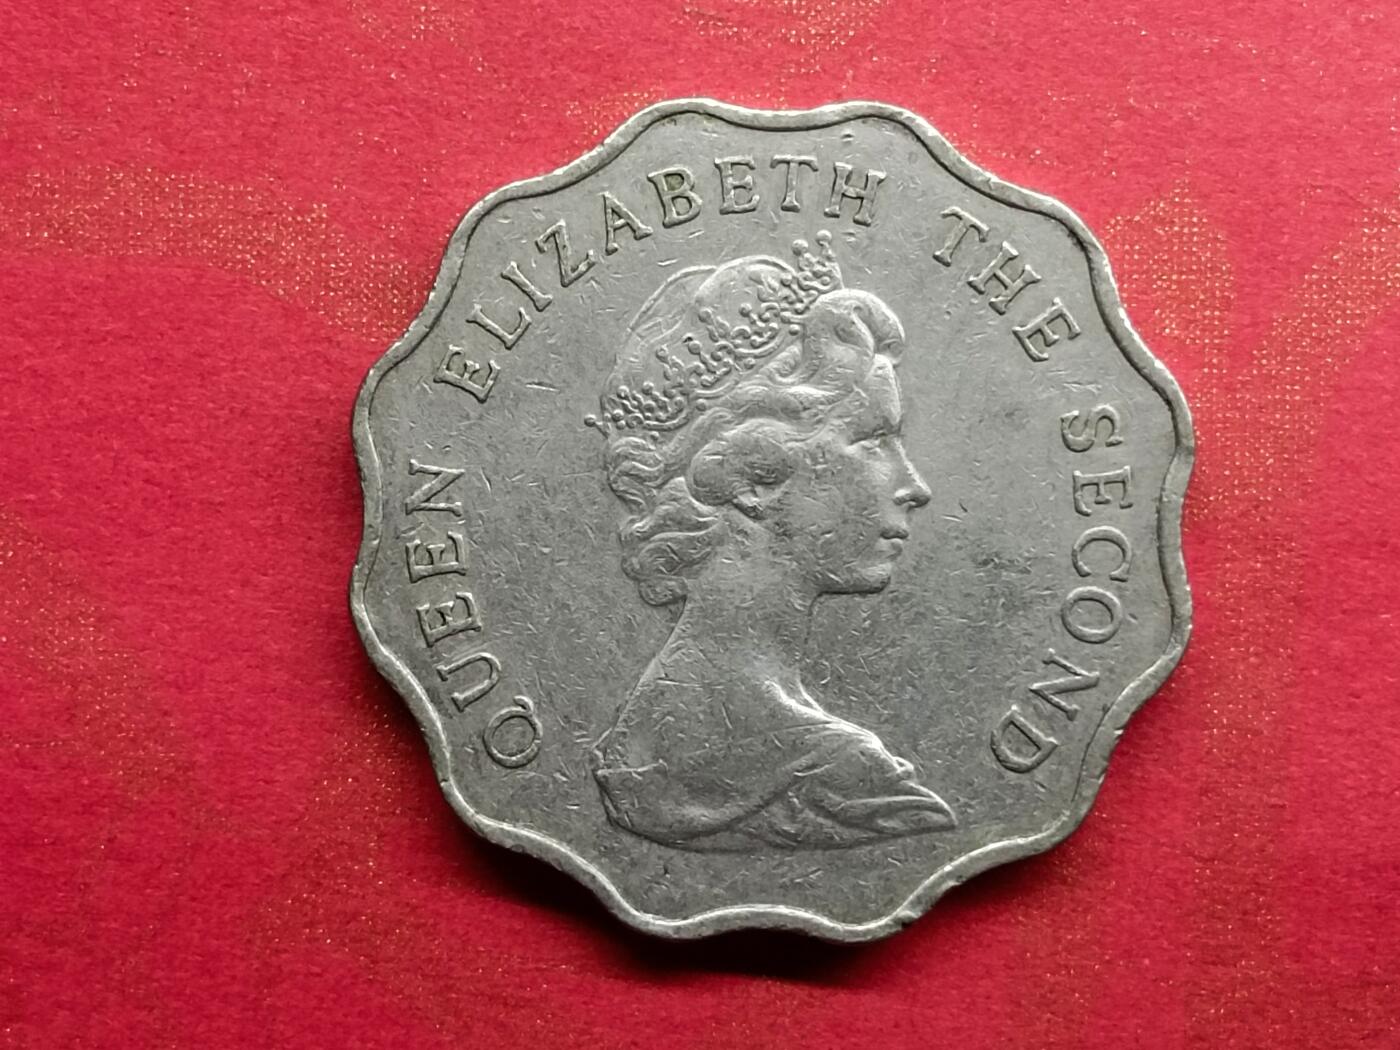 QUEEN ELIZABETH THE SECOND